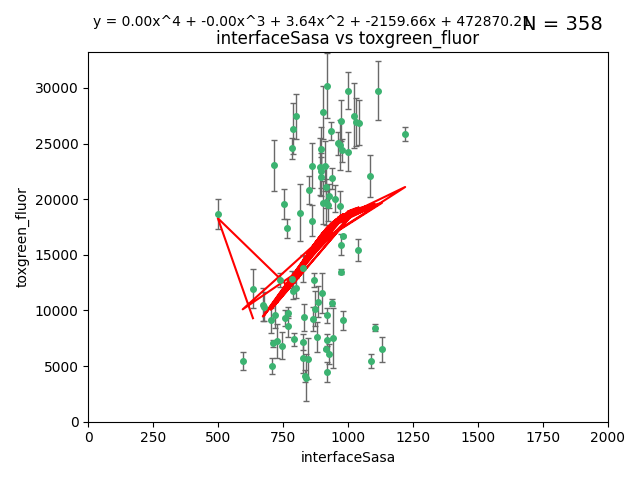 y = 0.00x^4 + -0.00x^3 + 3.64x^2 + -2159.66x + 472870.21
N = 358
interfaceSasa vs toxgreen_fluor
30000
25000
20000
15000
10000
5000
0
toxgreen_fluor
0 250 500 750 1000 1250 1500 1750 2000
interfaceSasa